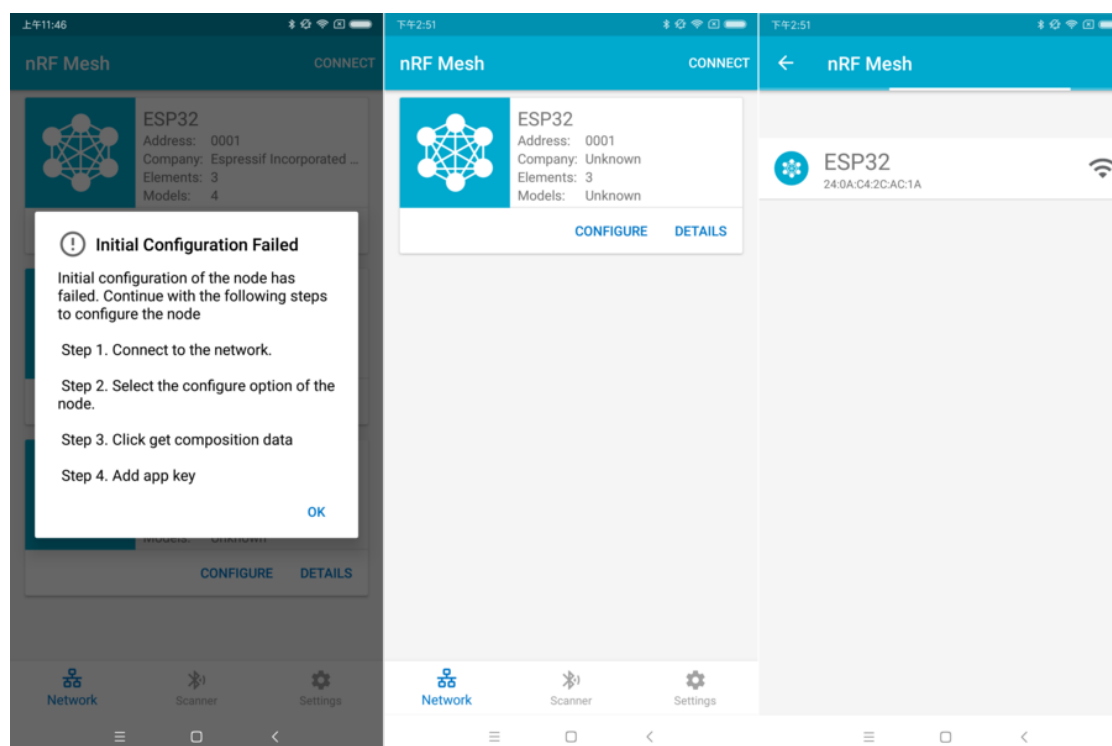 上午11:46
nRF Mesh
CONNECT
ESP32
Address: 0001
Company: Espressif Incorporated ...
Elements: 3
Models: 4
Initial Configuration Failed
Initial configuration of the node has
failed. Continue with the following steps
to configure the node
Step 1. Connect to the network.
Step 2. Select the configure option of the
node.
Step 3. Click get composition data
Step 4. Add app key
OK
Models: Unknown
CONFIGURE DETAILS
Network
Scanner
Settings
下午2:51
nRF Mesh
CONNECT
ESP32
Address: 0001
Company: Unknown
Elements: 3
Models: Unknown
CONFIGURE DETAILS
Network
Scanner
Settings
下午2:51
nRF Mesh
ESP32
24:0A:C4:2C:AC:1A